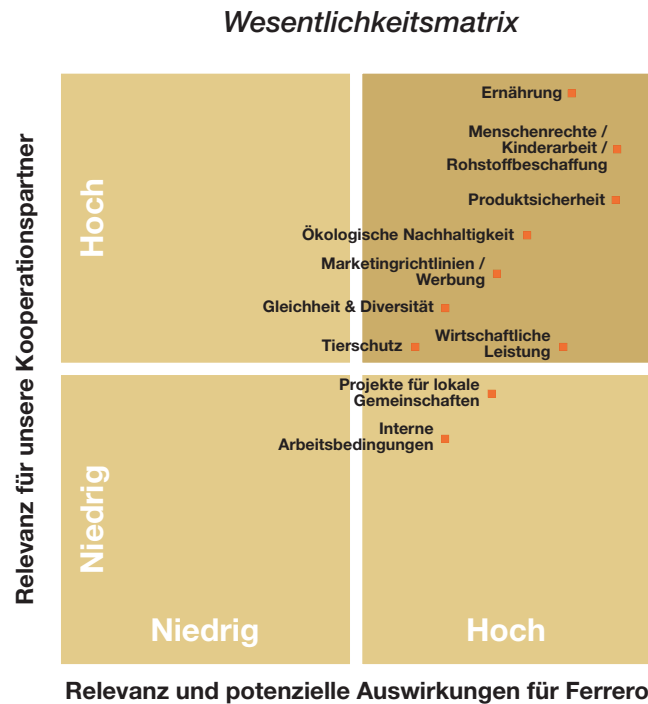 Wesentlichkeitsmatrix
Relevanz für unsere Kooperationspartner
Hoch
Niedrig
Ernährung
Menschenrechte /
Kinderarbeit /
Rohstoffbeschaffung
Produktsicherheit
Ökologische Nachhaltigkeit
Marketingrichtlinien /
Werbung
Gleichheit & Diversität
Tierschutz
Wirtschaftliche
Leistung
Projekte für lokale
Gemeinschaften
Interne
Arbeitsbedingungen
Niedrig
Hoch
Relevanz und potenzielle Auswirkungen für Ferrero